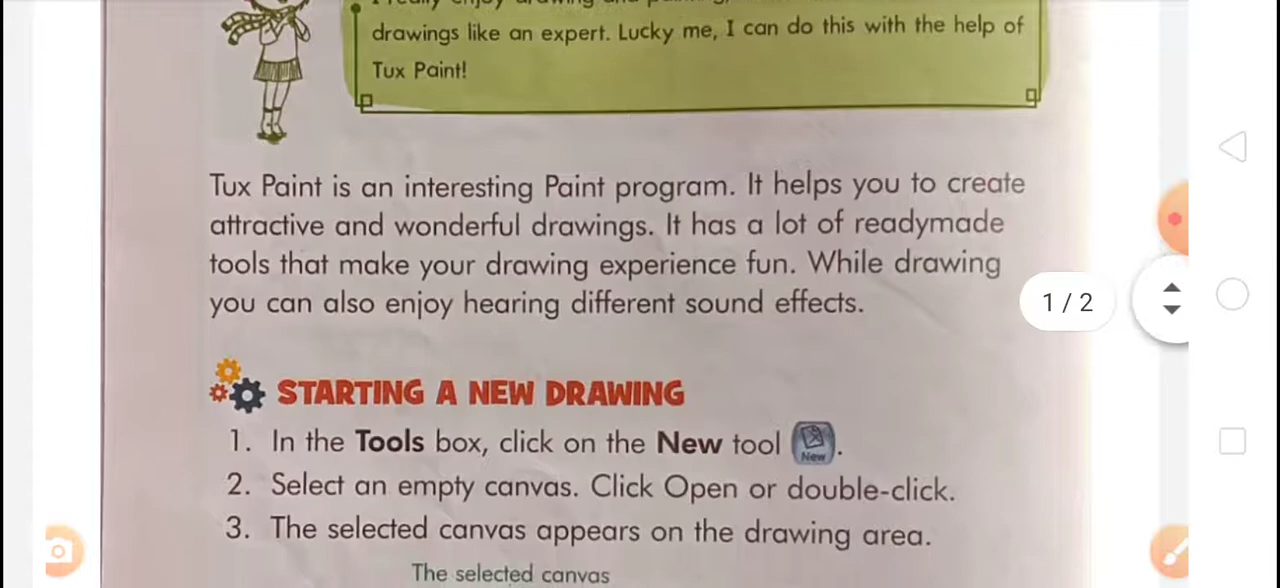 drawings like an expert. Lucky me, I can do this with the help of
Tux Paint!
Tux Paint is an interesting Paint program. It helps you to create
attractive and wonderful drawings. It has a lot of readymade
tools that make your drawing experience fun. While drawing
you can also enjoy hearing different sound effects.
1 / 2
STARTING A NEW DRAWING
1. In the Tools box, click on the New tool New.
2. Select an empty canvas. Click Open or double-click.
3. The selected canvas appears on the drawing area.
The selected canvas